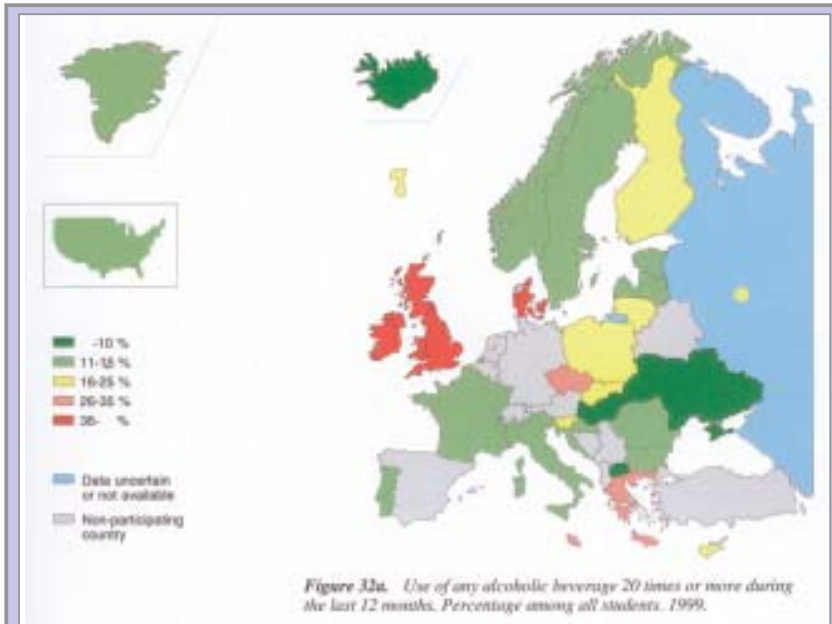 -10 %
11-15 %
16-25 %
26-35 %
36- %
Data uncertain
or not available
Non-participating
country
Figure 32a. Use of any alcoholic beverage 20 times or more during
the last 12 months. Percentage among all students. 1999.